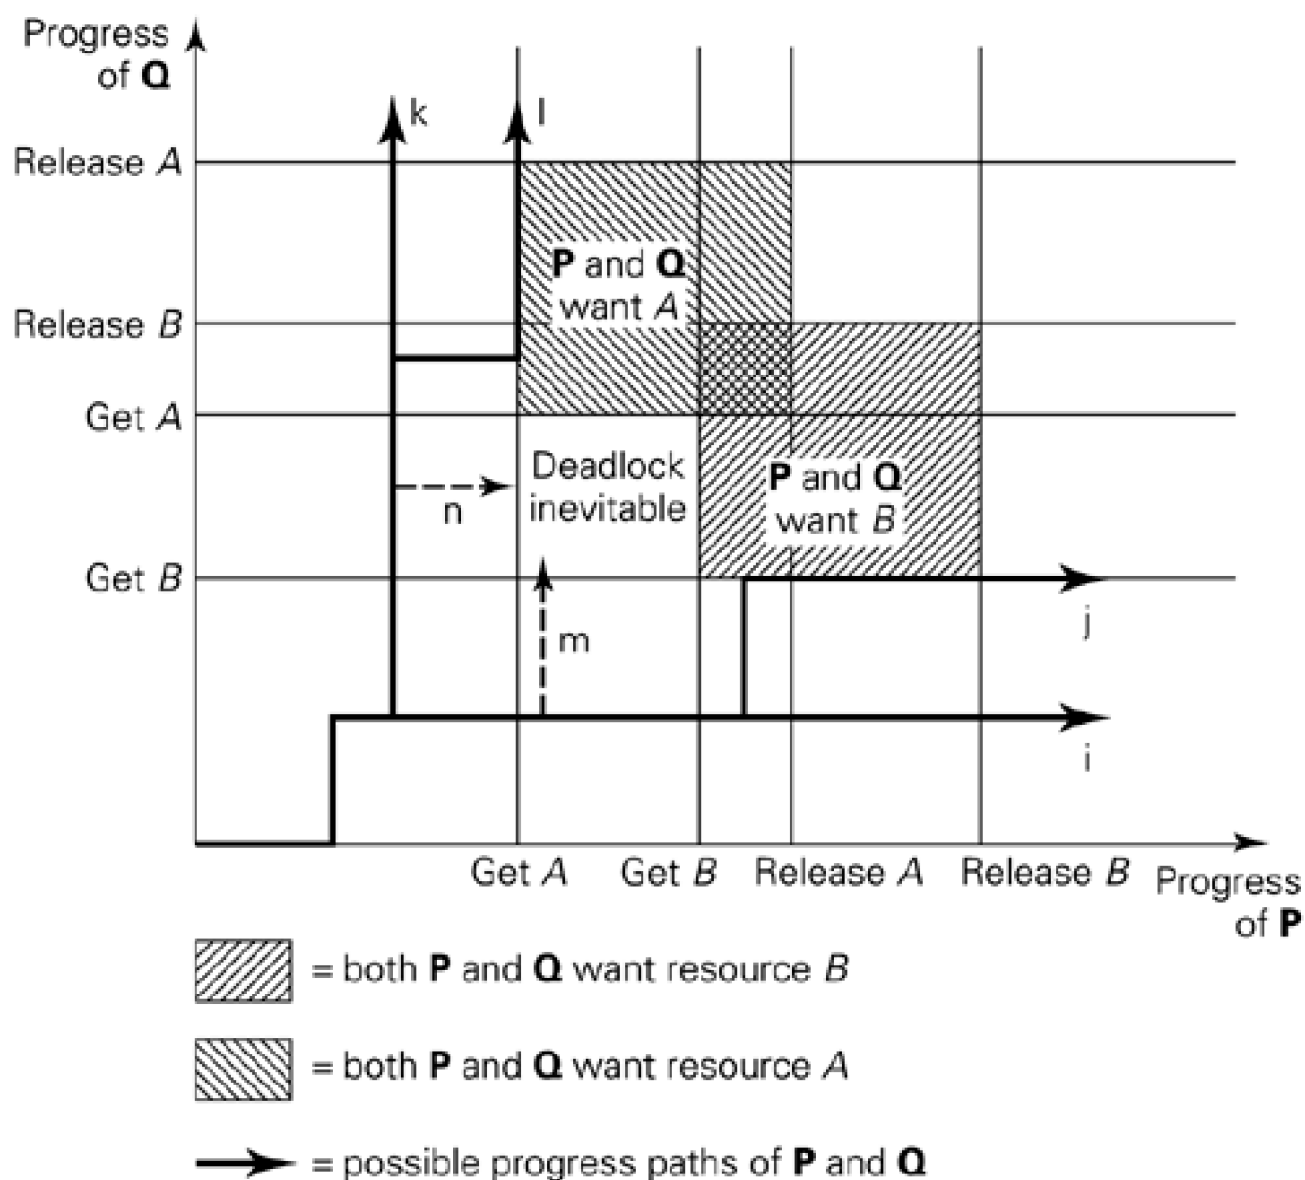 Progress
of Q
k
l
Release A
P and Q
want A
Release B
Get A
Deadlock
inevitable
P and Q
want B
n
Get B
m
j
i
Get A
Get B
Release A
Release B
Progress
of P
= both P and Q want resource B
= both P and Q want resource A
= possible progress paths of P and Q